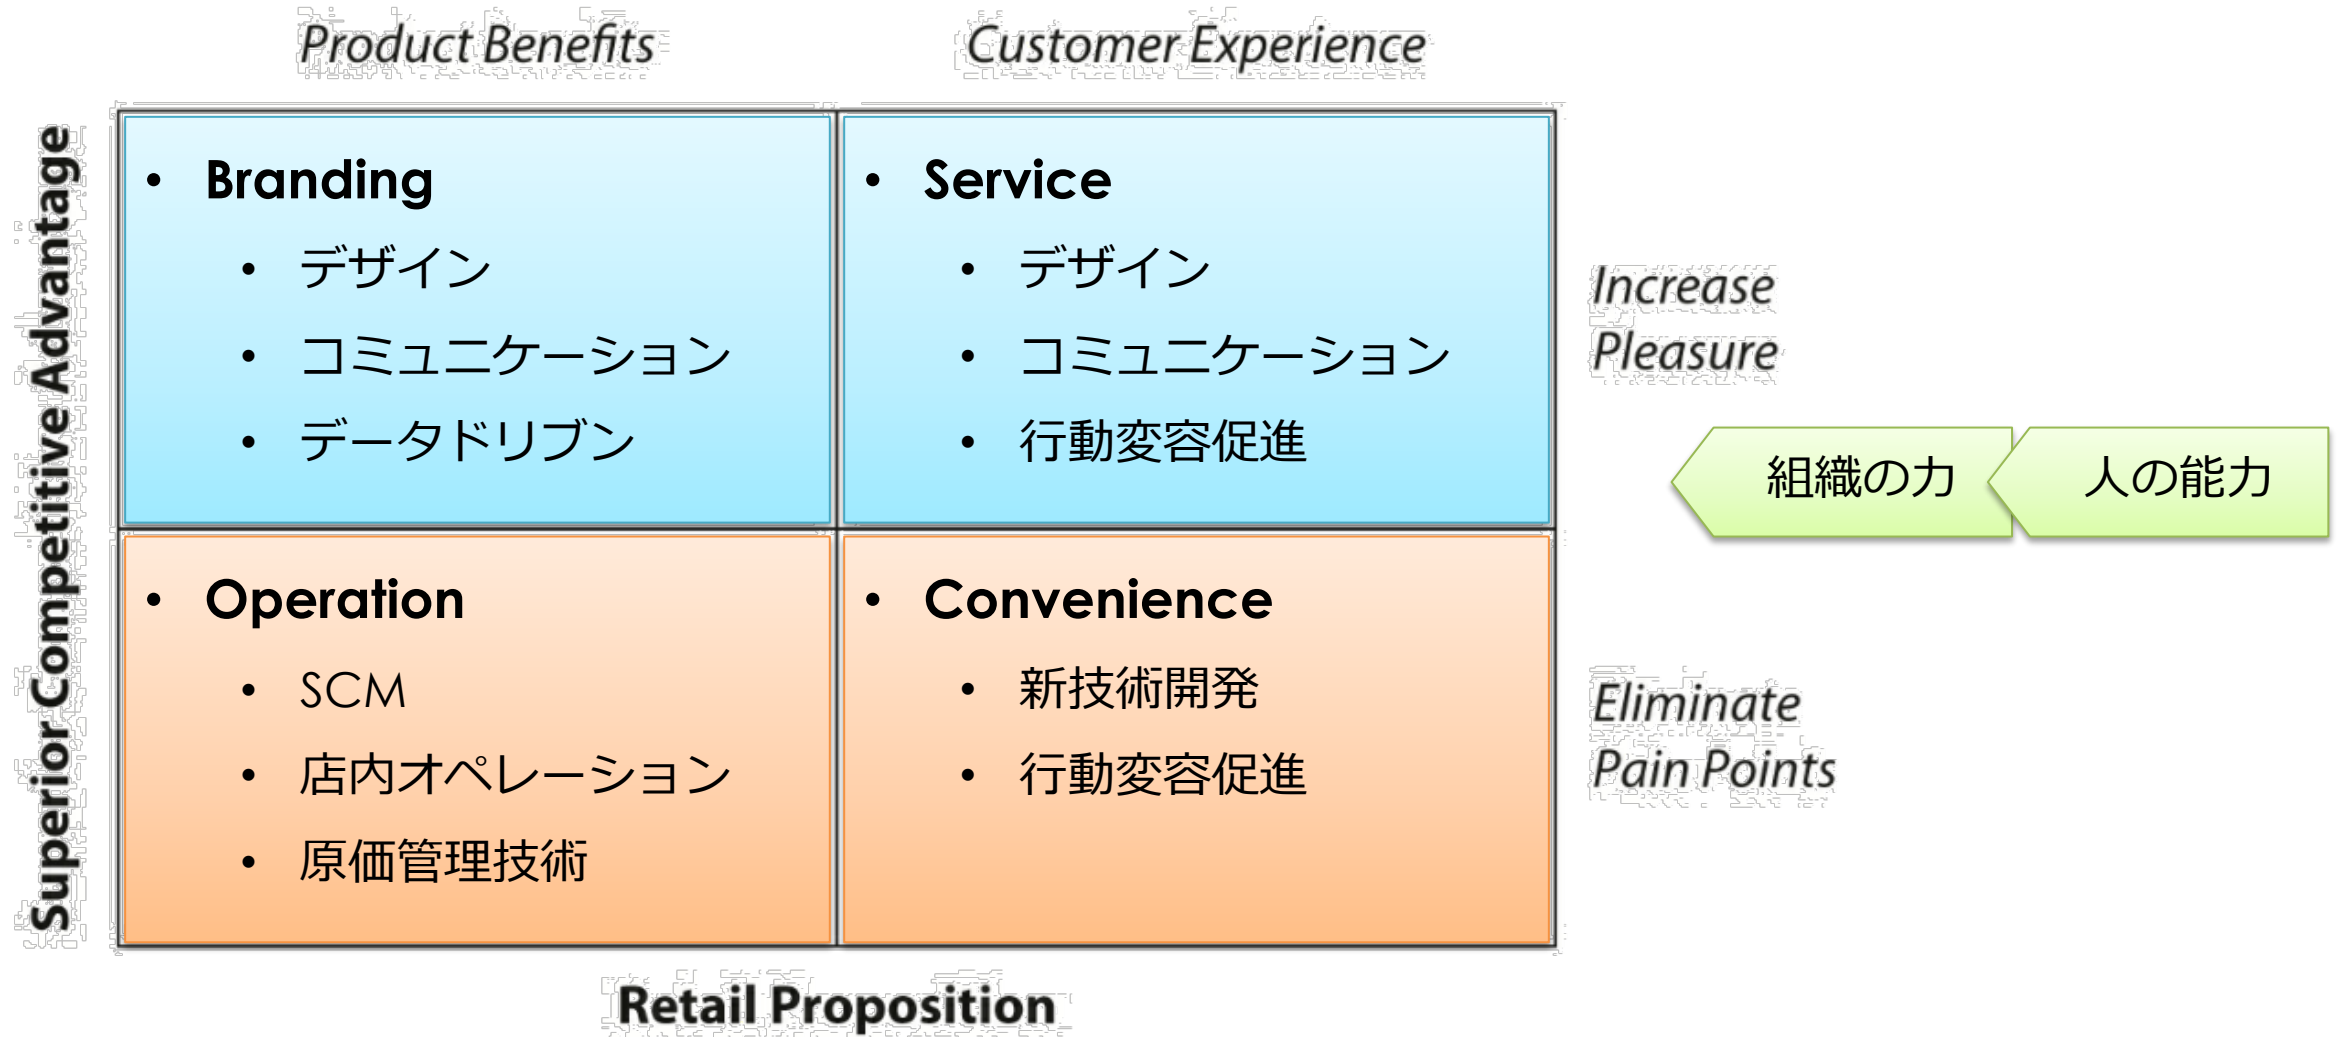 Product Benefits
Customer Experience
Superior Competitive Advantage
• Branding
• デザイン
• コミュニケーション
• データドリブン
• Service
• デザイン
• コミュニケーション
• 行動変容促進
Increase
Pleasure
組織の力
人の能力
• Operation
• SCM
• 店内オペレーション
• 原価管理技術
• Convenience
• 新技術開発
• 行動変容促進
Eliminate
Pain Points
Retail Proposition